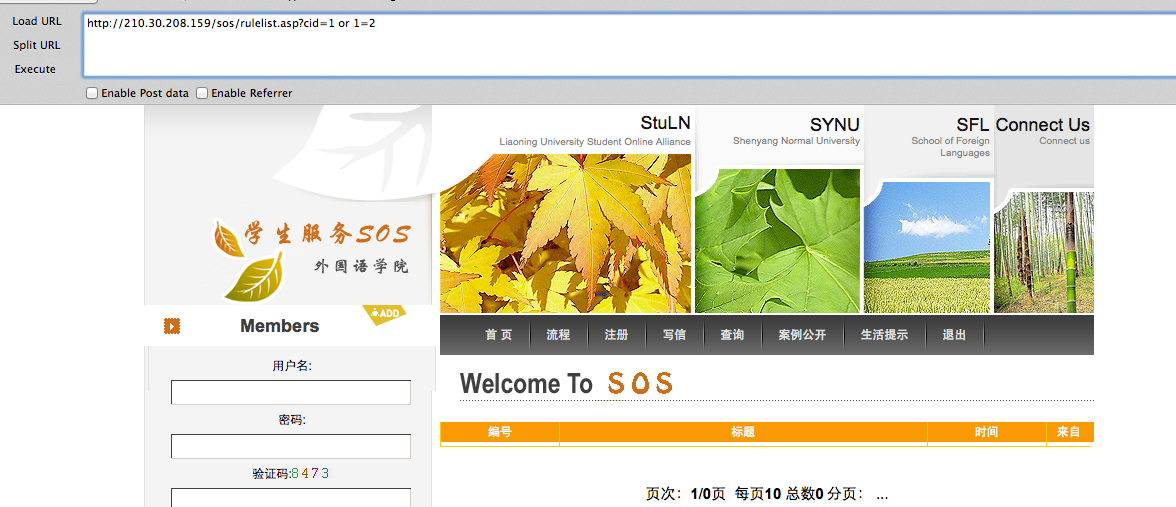 Load URL
http://210.30.208.159/sos/rulelist.asp?cid=1 or 1=2
Split URL
Execute
Enable Post data
Enable Referrer
StuLN
Liaoning University Student Online Alliance
SYNU
Shenyang Normal University
SFL
School of Foreign
Languages
Connect Us
Connect us
学生服务SOS
外国语学院
ADD
Members
首 页
流程
注册
写信
查询
案例公开
生活提示
退出
用户名:
密码:
验证码:8473
Welcome To SOS
编号
标题
时间
来自
页次：1/0页 每页10 总数0 分页： ...